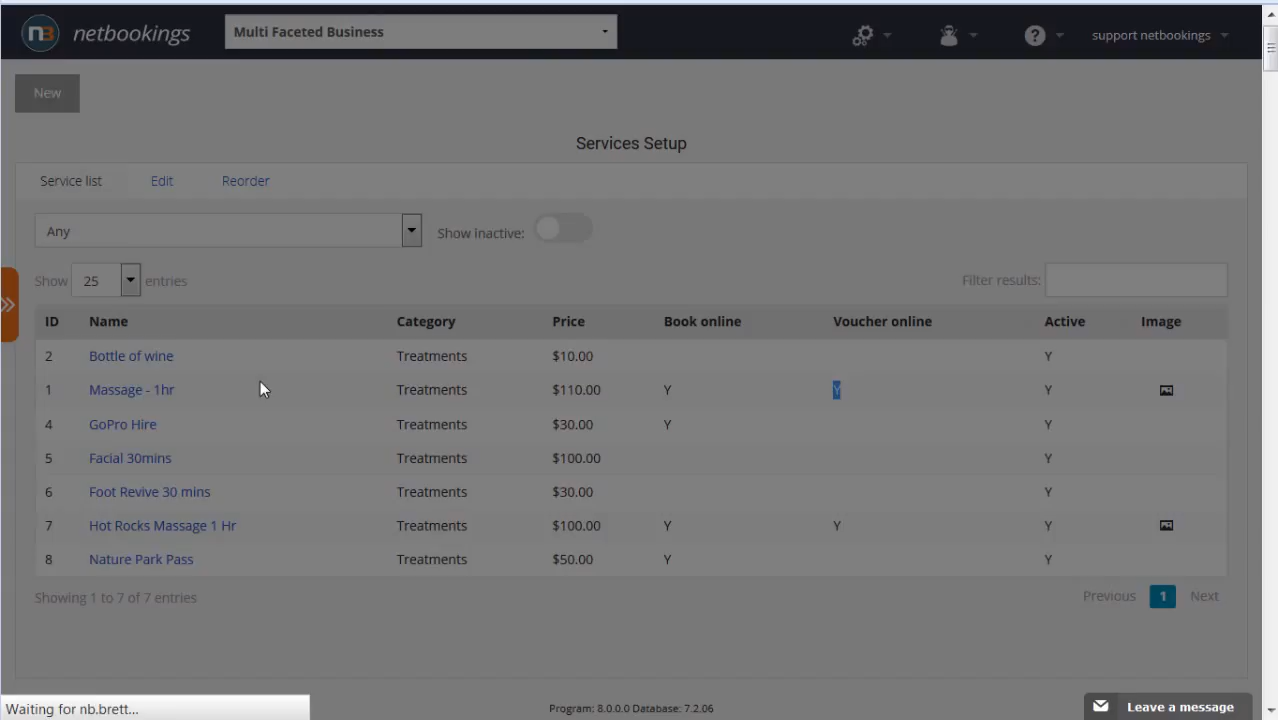 n3 netbookings Multi Faceted Business support netbookings
New
Services Setup
Service list Edit Reorder
Any Show inactive:
Show 25 entries Filter results:
ID Name Category Price Book online Voucher online Active Image
2 Bottle of wine Treatments $10.00 Y
1 Massage - 1hr Treatments $110.00 Y Y Y
4 GoPro Hire Treatments $30.00 Y Y
5 Facial 30mins Treatments $100.00 Y
6 Foot Revive 30 mins Treatments $30.00 Y
7 Hot Rocks Massage 1 Hr Treatments $100.00 Y Y Y
8 Nature Park Pass Treatments $50.00 Y Y
Showing 1 to 7 of 7 entries Previous 1 Next
Waiting for nb.brett... Program: 8.0.0.0 Database: 7.2.06 Leave a message